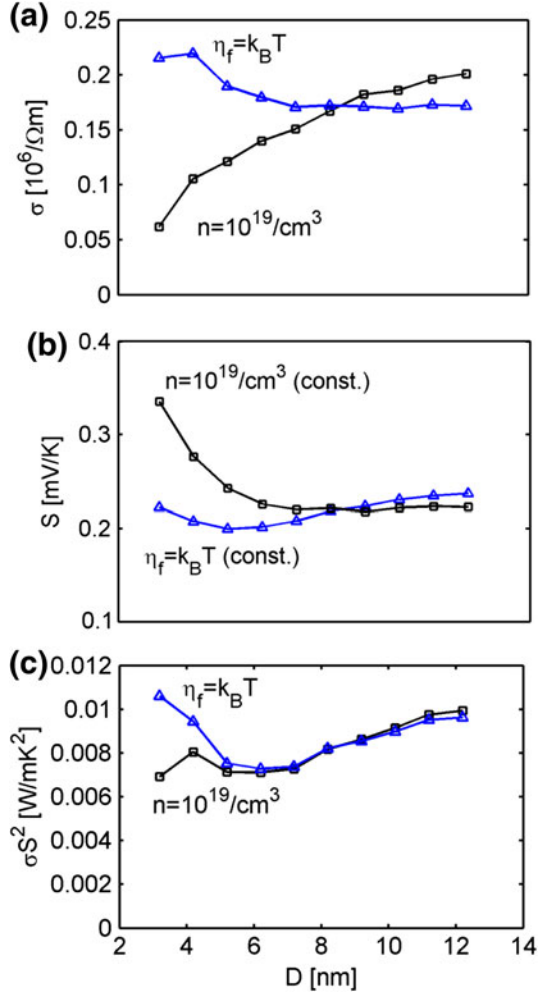 (a)
0.25
0.2
0.15
0.1
0.05
0
σ [10^6/Ωm]
η_f=k_BT
n=10^19/cm^3
(b)
0.4
0.3
0.2
0.1
S [mV/K]
n=10^19/cm^3 (const.)
η_f=k_BT (const.)
(c)
0.012
0.01
0.008
0.006
0.004
0.002
0
σS^2 [W/mK^2]
η_f=k_BT
n=10^19/cm^3
2 4 6 8 10 12 14
D [nm]